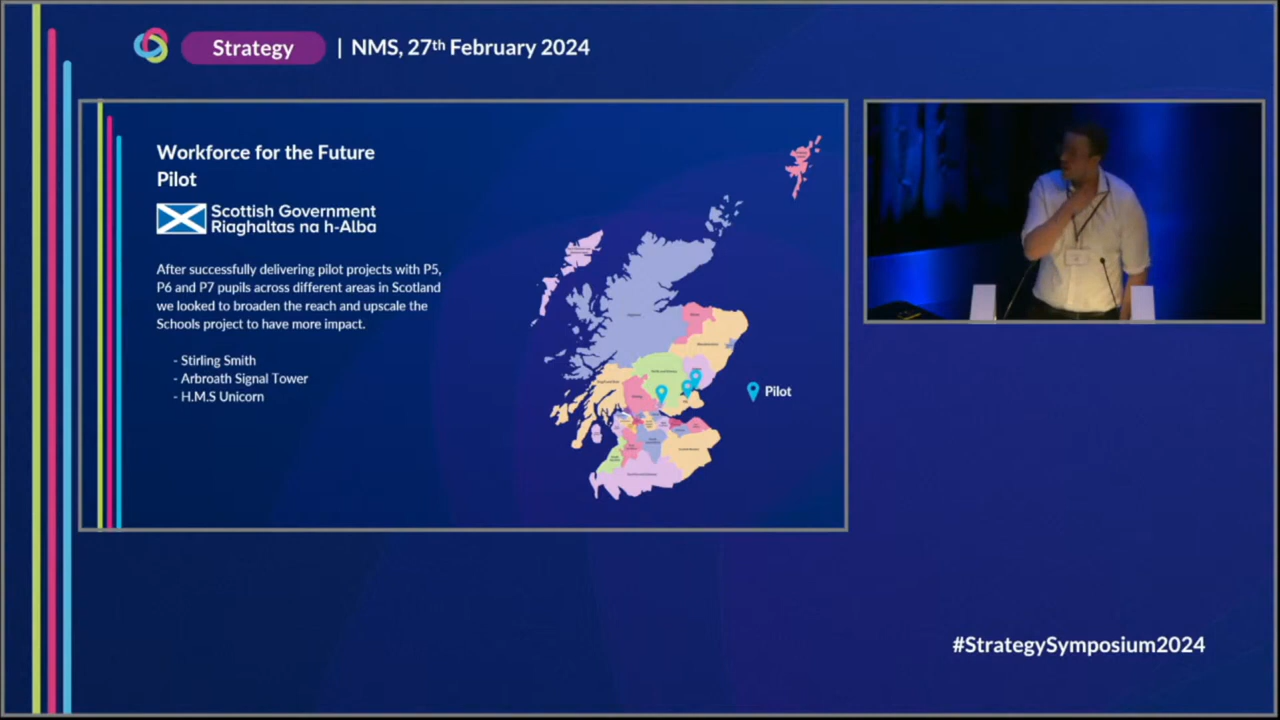 Strategy | NMS, 27th February 2024
Workforce for the Future
Pilot
Scottish Government
Riaghaltas na h-Alba
After successfully delivering pilot projects with P5,
P6 and P7 pupils across different areas in Scotland
we looked to broaden the reach and upscale the
Schools project to have more impact.
- Stirling Smith
- Arbroath Signal Tower
- H.M.S Unicorn
Pilot
#StrategySymposium2024